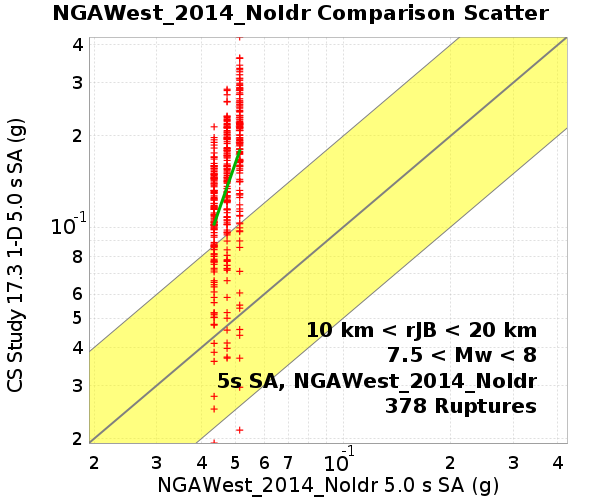 NGAWest_2014_NoIdr Comparison Scatter
CS Study 17.3 1-D 5.0 s SA (g)
4
3
2
10^-1
8
6
5
4
3
2
10 km < rJB < 20 km
7.5 < Mw < 8
5s SA, NGAWest_2014_NoIdr
378 Ruptures
2 3 4 5 6 7 10^-1 2 3 4
NGAWest_2014_NoIdr 5.0 s SA (g)